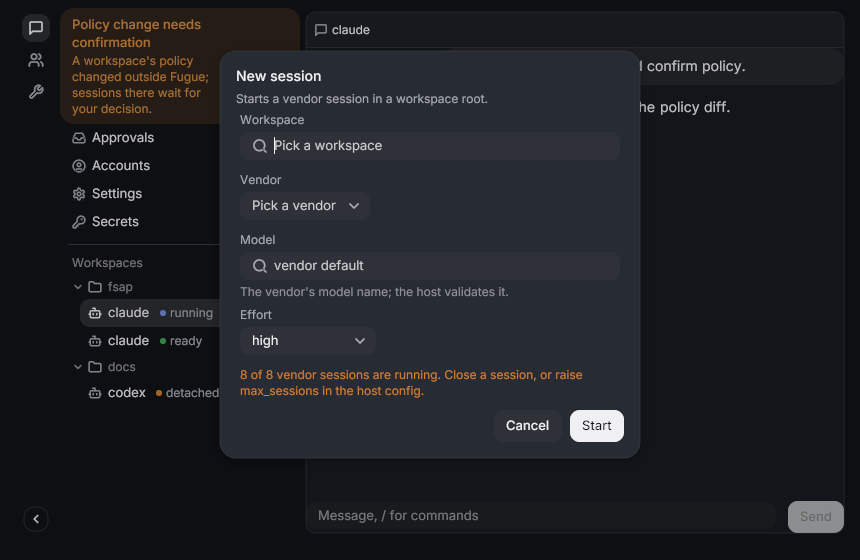 Policy change needs
confirmation
A workspace's policy
changed outside Fugue;
sessions there wait for
your decision.
Approvals
Accounts
Settings
Secrets
Workspaces
fsap
claude running
claude ready
docs
codex detached
claude
confirm policy.
he policy diff.
New session
Starts a vendor session in a workspace root.
Workspace
Pick a workspace
Vendor
Pick a vendor
Model
vendor default
The vendor's model name; the host validates it.
Effort
high
8 of 8 vendor sessions are running. Close a session, or raise
max_sessions in the host config.
Cancel
Start
Message, / for commands
Send